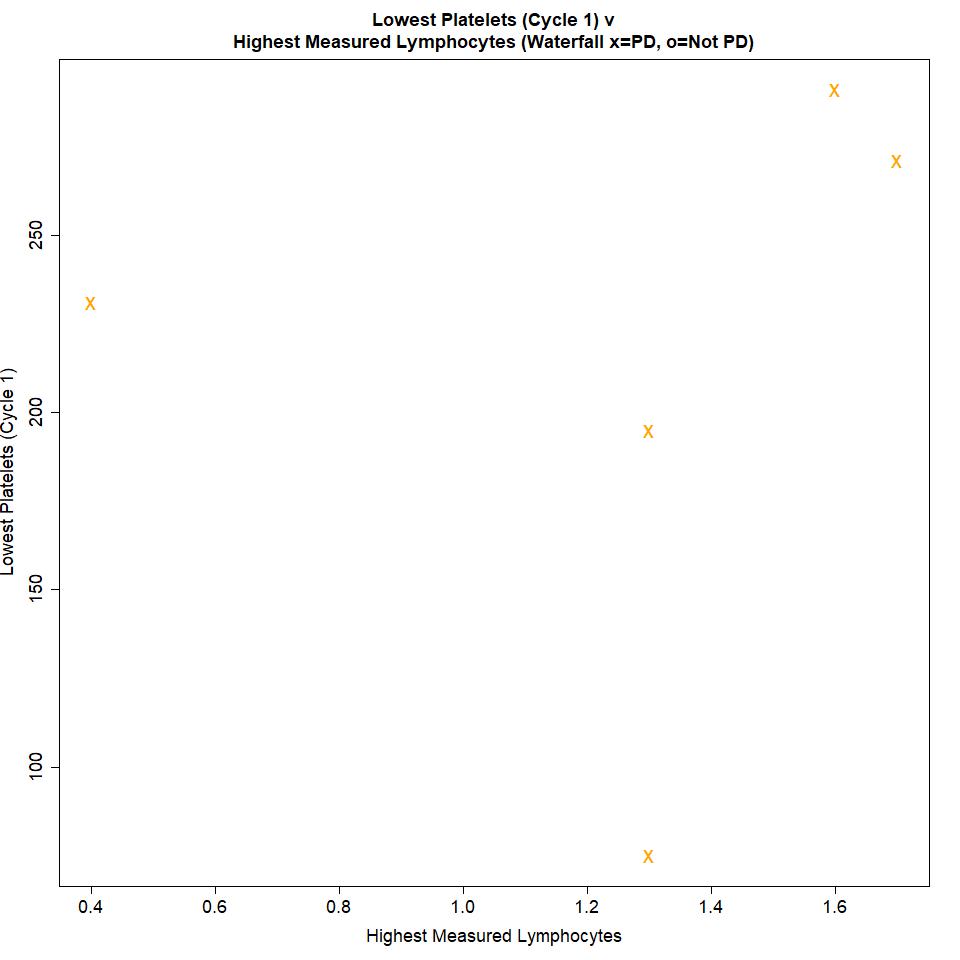 Lowest Platelets (Cycle 1) v
Highest Measured Lymphocytes (Waterfall x=PD, o=Not PD)
X
X
250
X
Lowest Platelets (Cycle 1)
200
X
150
100
X
0.4 0.6 0.8 1.0 1.2 1.4 1.6
Highest Measured Lymphocytes